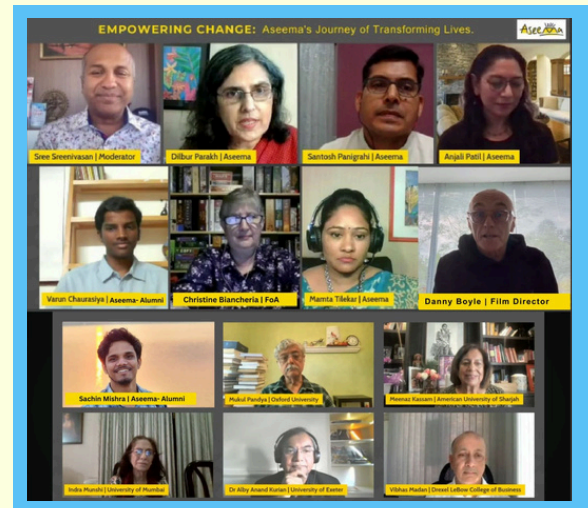 EMPOWERING CHANGE: Aseema's Journey of Transforming Lives.
Aseema
Sree Sreenivasan | Moderator
Dilbur Parakh | Aseema
Santosh Panigrahi | Aseema
Anjali Patil | Aseema
Varun Chaurasiya | Aseema- Alumni
Christine Biancheria | FoA
Mamta Tilekar | Aseema
Danny Boyle | Film Director
Sachin Mishra | Aseema- Alumni
Mukul Pandya | Oxford University
Meenaz Kassam | American University of Sharjah
Indra Munshi | University of Mumbai
Dr Alby Anand Kurian | University of Exeter
Vibhas Madan | Drexel LeBow College of Business